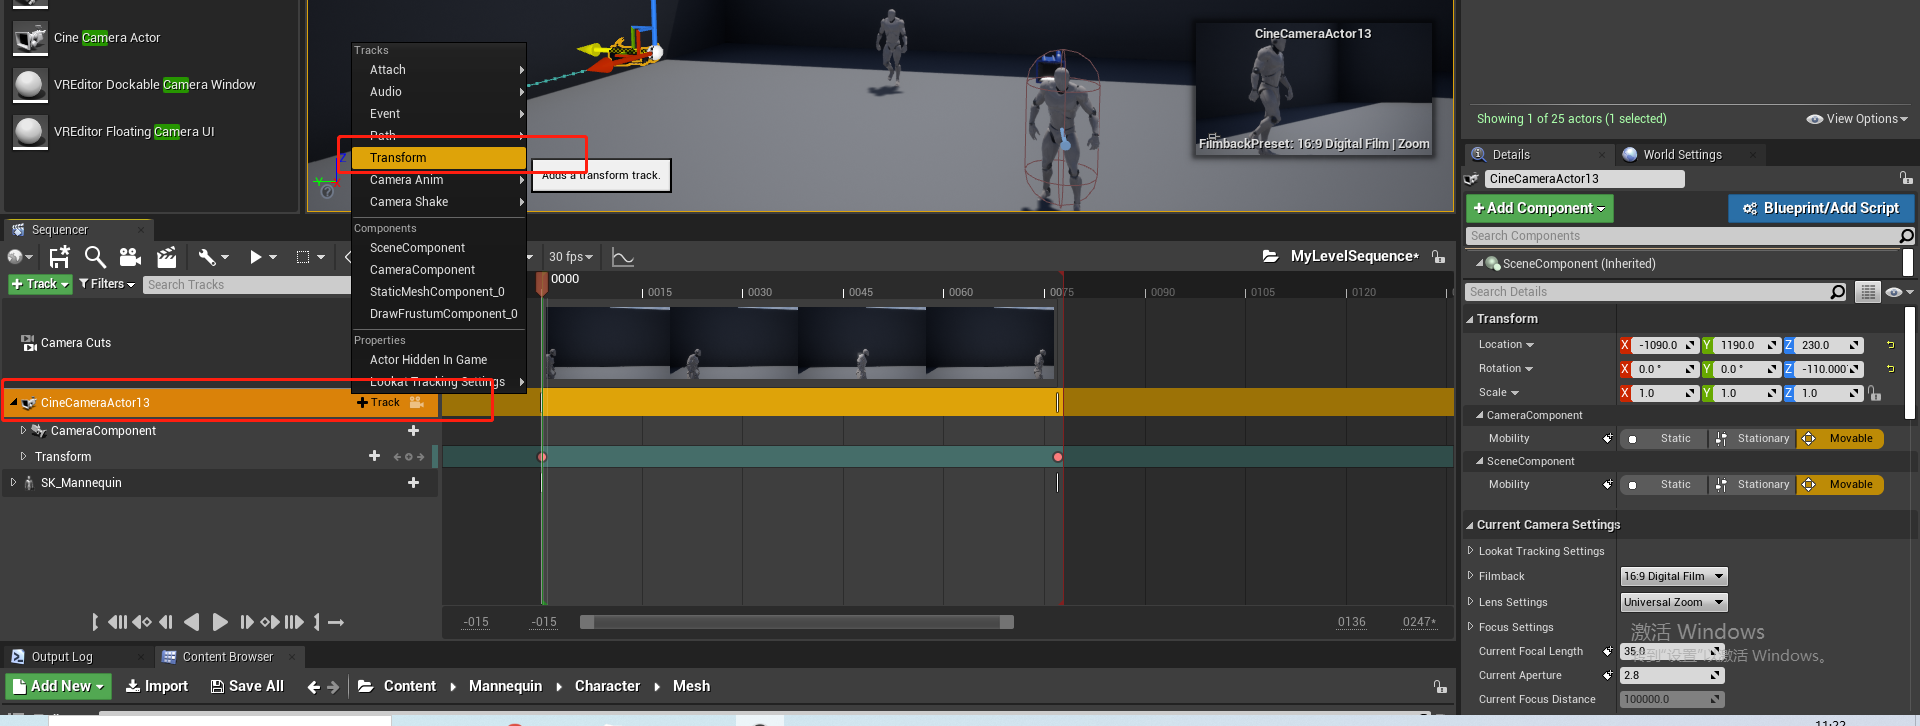 Cine Camera Actor
VREditor Dockable Camera Window
VREditor Floating Camera UI
Tracks
Attach
Audio
Event
Path
Transform
Camera Anim
Camera Shake
Components
SceneComponent
CameraComponent
StaticMeshComponent_0
DrawFrustumComponent_0
Properties
Actor Hidden In Game
Lookat Tracking Settings
Adds a transform track.
Z
Y
CineCameraActor13
FilmbackPreset: 16:9 Digital Film | Zoom
Showing 1 of 25 actors (1 selected)
View Options
Details
World Settings
CineCameraActor13
+Add Component
Blueprint/Add Script
Search Components
SceneComponent (Inherited)
Search Details
Transform
Location X -1090.0 Y 1190.0 Z 230.0
Rotation X 0.0 ° Y 0.0 ° Z -110.000
Scale X 1.0 Y 1.0 Z 1.0
CameraComponent
Mobility Static Stationary Movable
SceneComponent
Mobility Static Stationary Movable
Current Camera Settings
Lookat Tracking Settings
Filmback 16:9 Digital Film
Lens Settings Universal Zoom
Focus Settings
Current Focal Length 35.0
Current Aperture 2.8
Current Focus Distance 100000.0
激活 Windows
转到"设置"以激活 Windows。
Sequencer
30 fps
MyLevelSequence*
+ Track
Filters
Search Tracks
0000
0015 0030 0045 0060 0075 0090 0105 0120
Camera Cuts
CineCameraActor13 + Track
CameraComponent
Transform
SK_Mannequin
-015 -015 0136 0247*
Output Log
Content Browser
Add New
Import
Save All
Content
Mannequin
Character
Mesh
11:22